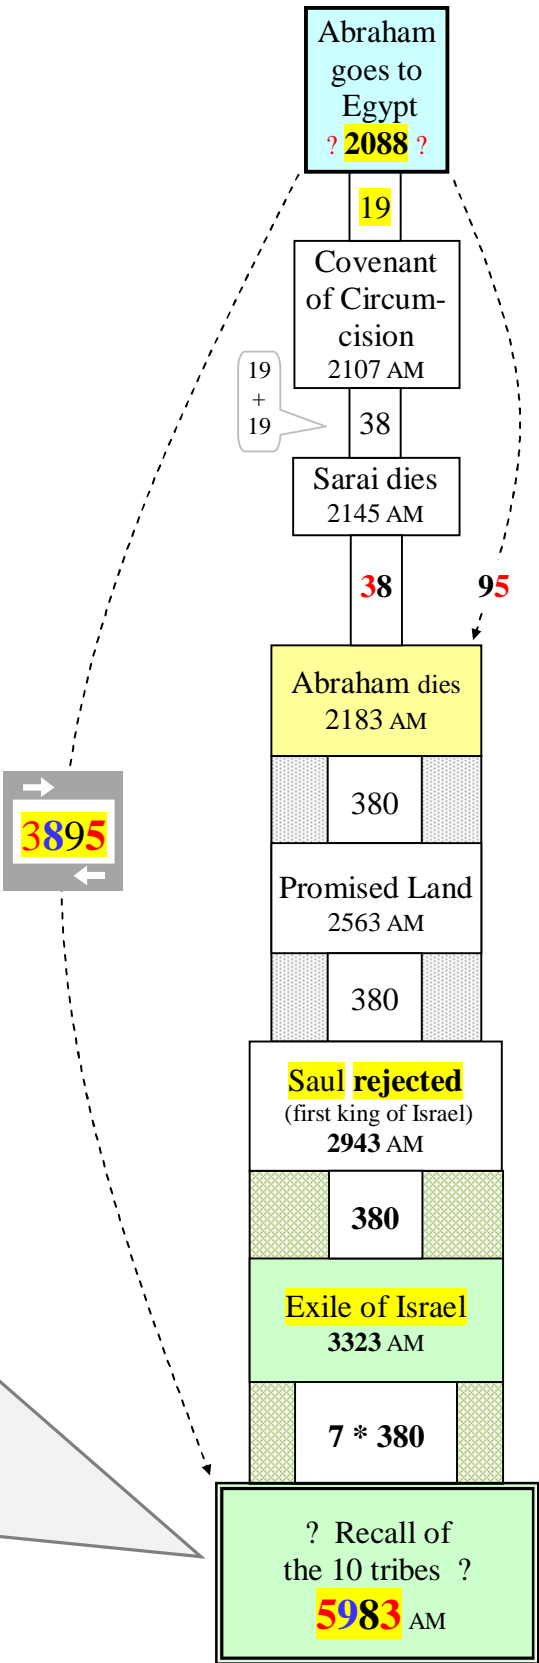 Abraham
goes to
Egypt
? 2088 ?
19
Covenant
of Circum-
cision
2107 AM
19
+
19
38
Sarai dies
2145 AM
38
95
Abraham dies
2183 AM
380
3895
Promised Land
2563 AM
380
Saul rejected
(first king of Israel)
2943 AM
380
Exile of Israel
3323 AM
7 * 380
? Recall of
the 10 tribes ?
5983 AM